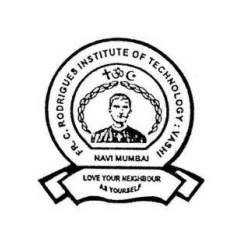 FR. C. RODRIGUES INSTITUTE OF TECHNOLOGY : VASHI
ॐ
NAVI MUMBAI
LOVE YOUR NEIGHBOUR
AS YOURSELF